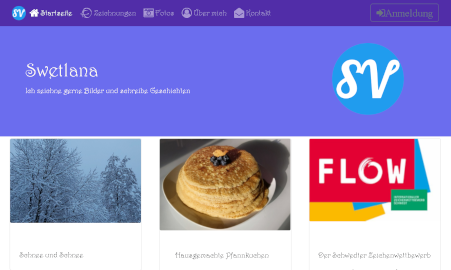 SV Startseite Zeichnungen Fotos Über mich Kontakt Anmeldung
Swetlana
Ich zeichne gerne Bilder und schreibe Geschichten
SV
FLOW
Schnee und Schnee
Hausgemachte Pfannkuchen
Der Schweizer Zeichenwettbewerb